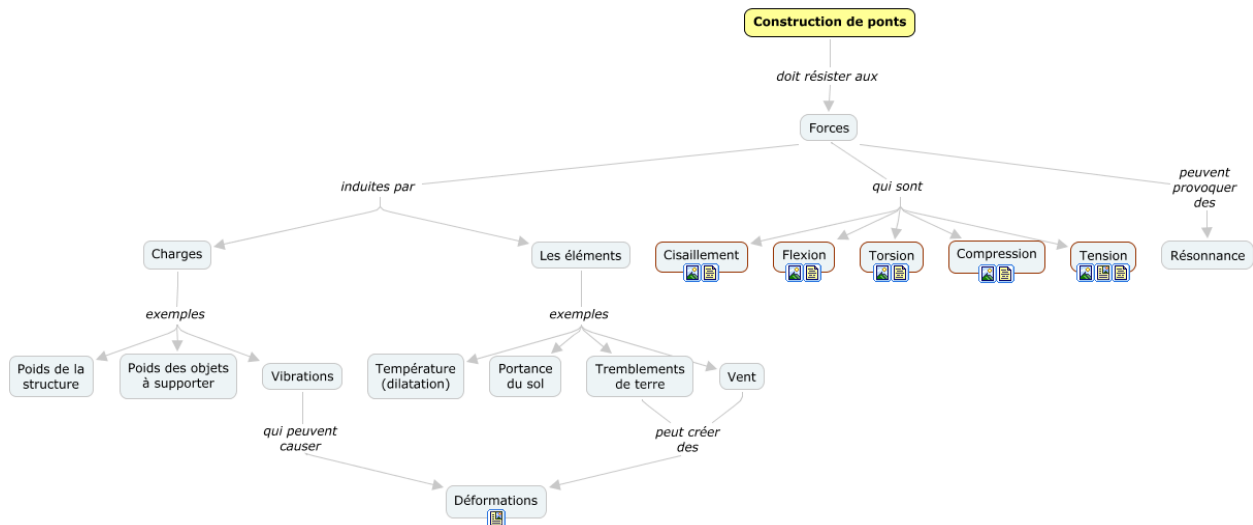 Construction de ponts
doit résister aux
Forces
induites par
qui sont
peuvent
provoquer
des
Charges
Les éléments
Cisaillement
Flexion
Torsion
Compression
Tension
Résonnance
exemples
exemples
Poids de la
structure
Poids des objets
à supporter
Vibrations
Température
(dilatation)
Portance
du sol
Tremblements
de terre
Vent
qui peuvent
causer
peut créer
des
Déformations